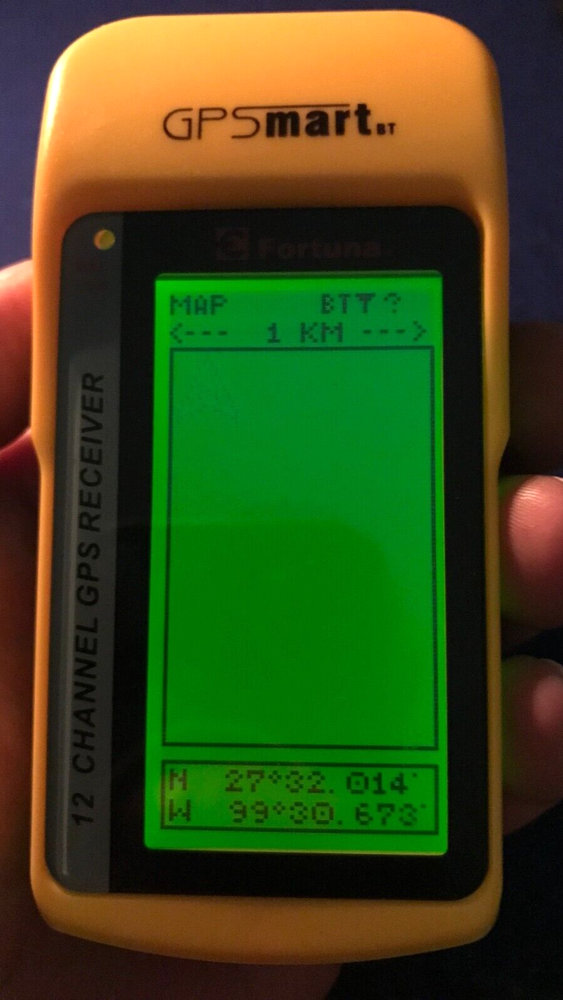 GPSmart BT
Fortuna
12 CHANNEL GPS RECEIVER
MAP BT ?
<--- 1 KM --->
N 27°32.014'
W 99°30.673'